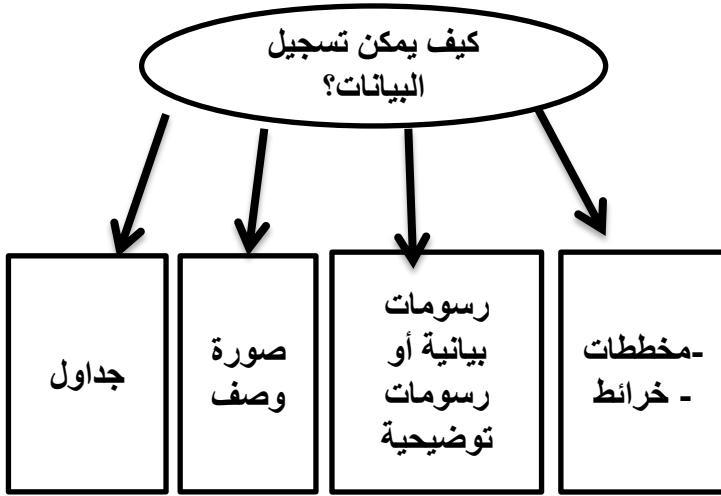 كيف يمكن تسجيل
البيانات؟
-مخططات
- خرائط
رسومات
بيانية أو
رسومات
توضيحية
صورة
وصف
جداول